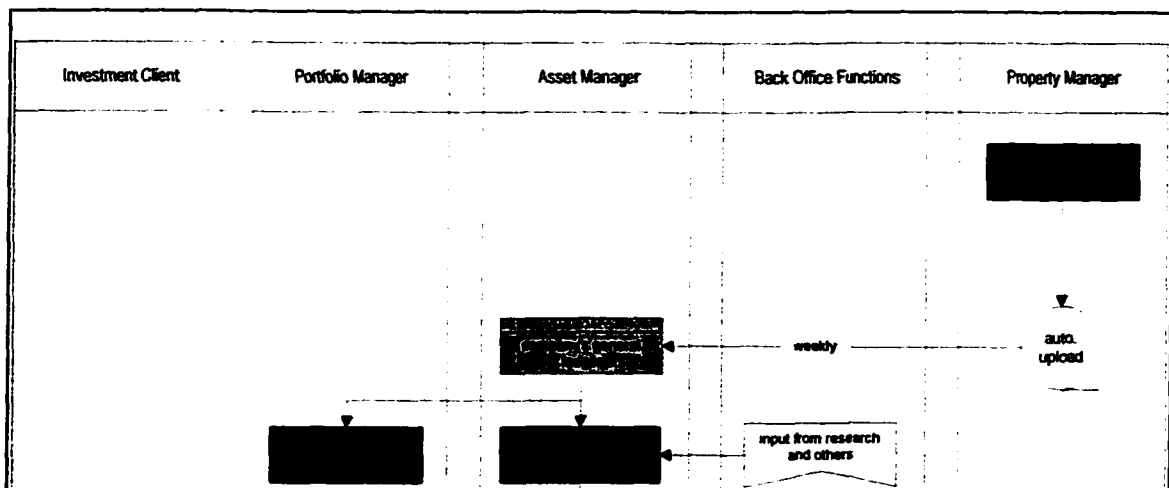 Investment Client
Portfolio Manager
Asset Manager
Back Office Functions
Property Manager
weekly
auto.
upload
input from research
and others